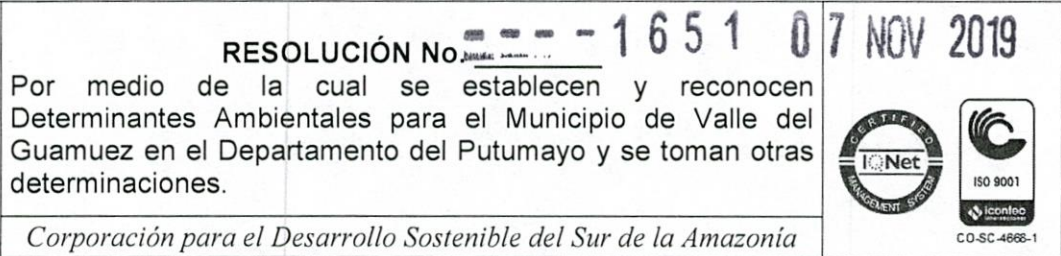 RESOLUCIÓN No. - - - - 1651 07 NOV 2019
Por medio de la cual se establecen y reconocen
Determinantes Ambientales para el Municipio de Valle del
Guamuez en el Departamento del Putumayo y se toman otras
determinaciones.
Corporación para el Desarrollo Sostenible del Sur de la Amazonía
CERTIFIED
IQNet
MANAGEMENT SYSTEM
ISO 9001
icontec
CO-SC-4668-1